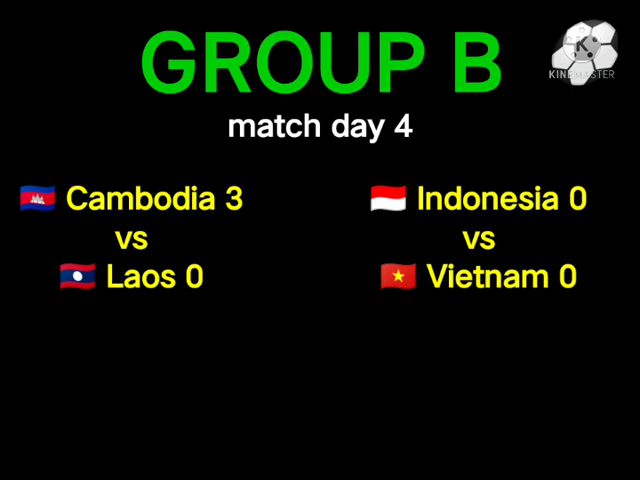 GROUP B
KINEMASTER
match day 4
🇰🇭 Cambodia 3
vs
🇱🇦 Laos 0
🇮🇩 Indonesia 0
vs
🇻🇳 Vietnam 0